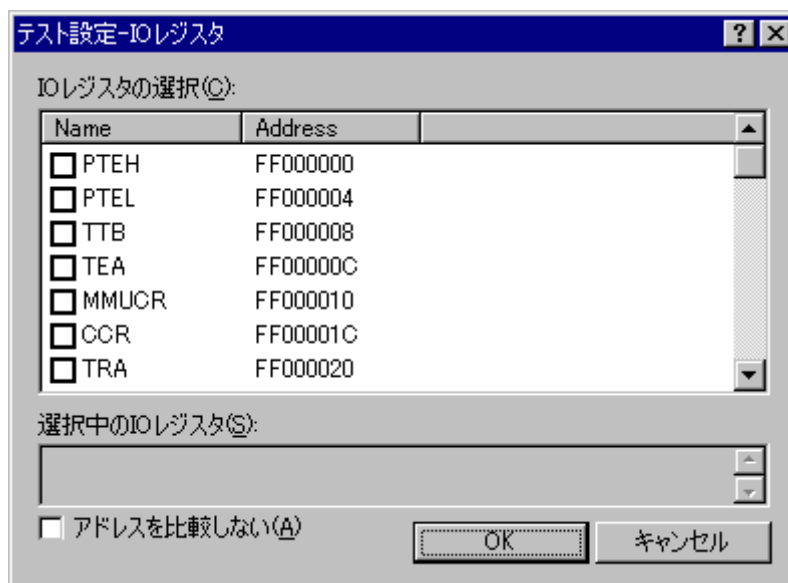 テスト設定-IOレジスタ
IOレジスタの選択(C):
Name Address
PTEH FF000000
PTEL FF000004
TTB FF000008
TEA FF00000C
MMUCR FF000010
CCR FF00001C
TRA FF000020
選択中のIOレジスタ(S):
アドレスを比較しない(A)
OK キャンセル